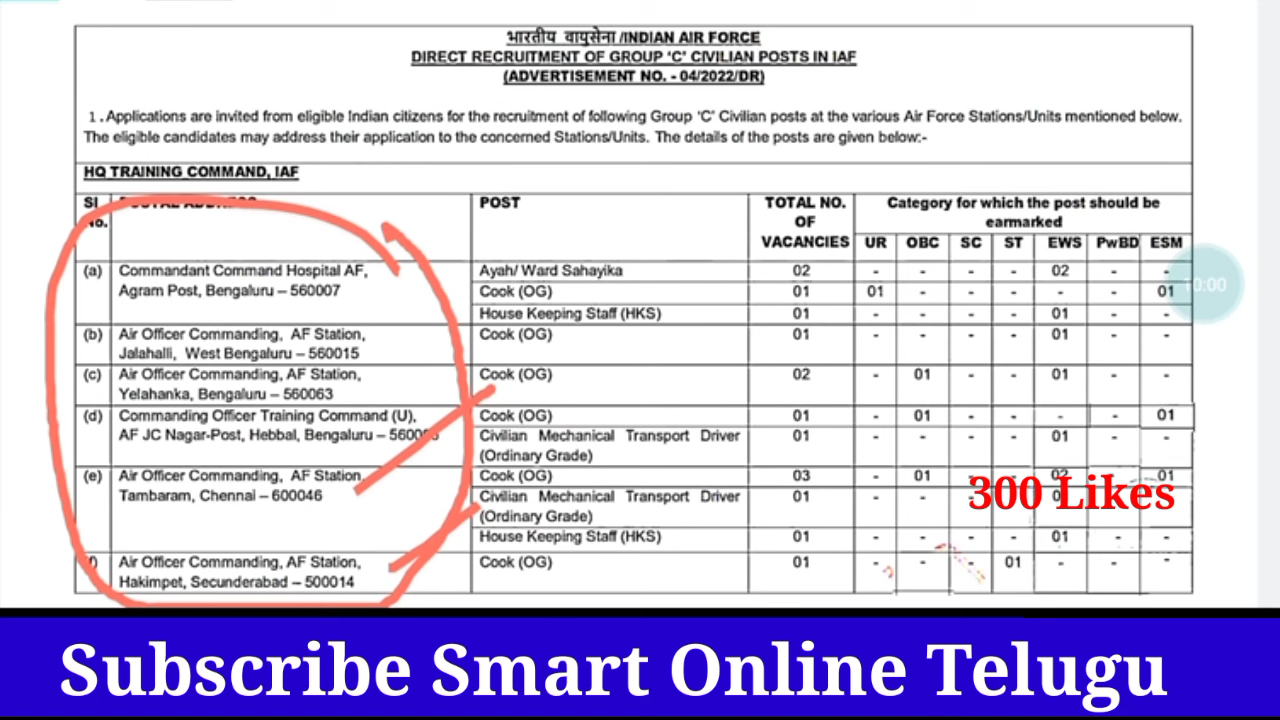 भारतीय वायुसेना /INDIAN AIR FORCE
DIRECT RECRUITMENT OF GROUP 'C' CIVILIAN POSTS IN IAF
(ADVERTISEMENT NO. - 04/2022/DR)
1. Applications are invited from eligible Indian citizens for the recruitment of following Group 'C' Civilian posts at the various Air Force Stations/Units mentioned below.
The eligible candidates may address their application to the concerned Stations/Units. The details of the posts are given below:-
HQ TRAINING COMMAND, IAF
Sl No. POSTAL ADDRESS POST TOTAL NO. OF VACANCIES Category for which the post should be earmarked
UR OBC SC ST EWS PwBD ESM
(a) Commandant Command Hospital AF, Ayah/ Ward Sahayika 02 - - - - 02 - -
Agram Post, Bengaluru – 560007 Cook (OG) 01 01 - - - - - 01
House Keeping Staff (HKS) 01 - - - - 01 - -
(b) Air Officer Commanding, AF Station, Cook (OG) 01 - - - - 01 - -
Jalahalli, West Bengaluru – 560015
(c) Air Officer Commanding, AF Station, Cook (OG) 02 - 01 - - 01 - -
Yelahanka, Bengaluru – 560063
(d) Commanding Officer Training Command (U), Cook (OG) 01 - 01 - - - - 01
AF JC Nagar-Post, Hebbal, Bengaluru – Civilian Mechanical Transport Driver 01 - - - - 01 - -
(Ordinary Grade)
(e) Air Officer Commanding, AF Station, Cook (OG) 03 - 01 - - 02 - 01
Tambaram, Chennai – 600046 Civilian Mechanical Transport Driver 01 - -
(Ordinary Grade)
House Keeping Staff (HKS) 01 - - - - 01 - -
Air Officer Commanding, AF Station, Cook (OG) 01 - - - 01 - - -
Hakimpet, Secunderabad – 500014
10:00
300 Likes
Subscribe Smart Online Telugu